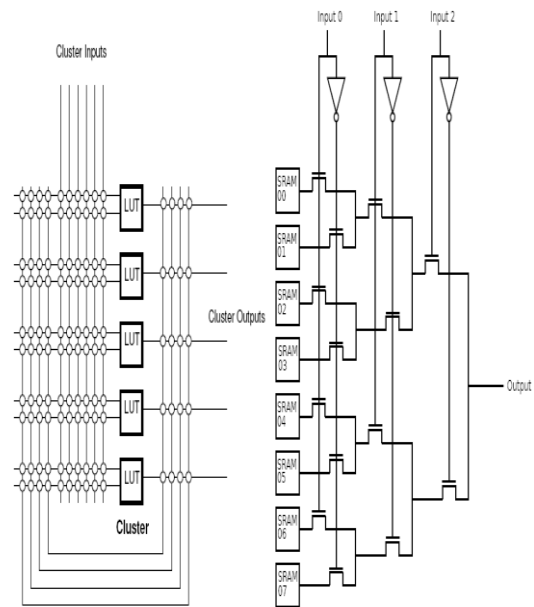 Cluster Inputs
LUT
LUT
LUT
LUT
LUT
Cluster
Cluster Outputs
Input 0
Input 1
Input 2
SRAM
00
SRAM
01
SRAM
02
SRAM
03
SRAM
04
SRAM
05
SRAM
06
SRAM
07
Output